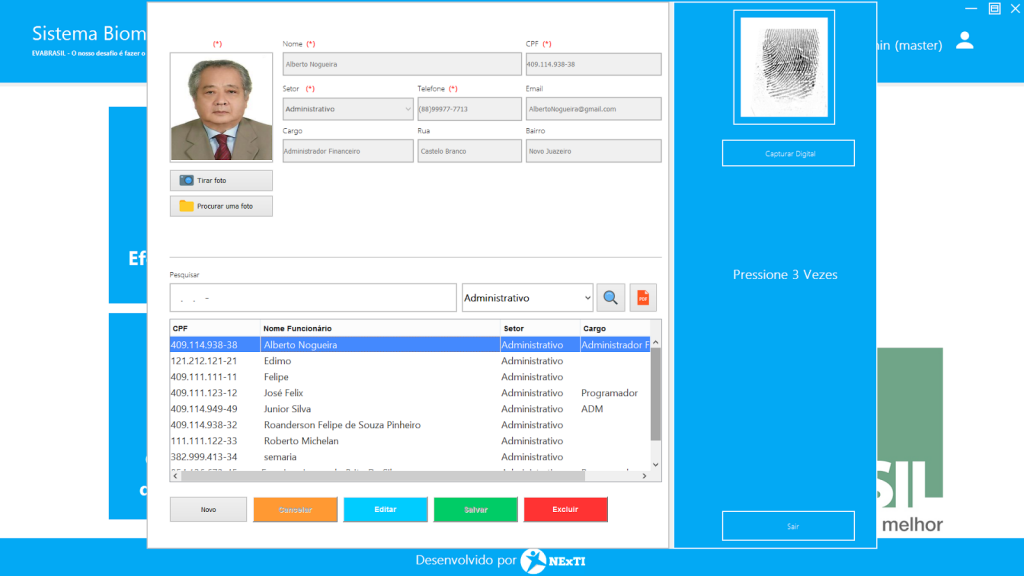 Sistema Biom
EVABRASIL - O nosso desafio é fazer o
in (master)
(*)
Nome (*)
CPF (*)
Alberto Nogueira
409.114.938-38
Setor (*)
Telefone (*)
Email
Administrativo
(88)99977-7713
AlbertoNogueira@gmail.com
Cargo
Rua
Bairro
Administrador Financeiro
Castelo Branco
Novo Juazeiro
Tirar foto
Procurar uma foto
Capturar Digital
Pressione 3 Vezes
Ef
Pesquisar
. . -
Administrativo
PDF
CPF Nome Funcionário Setor Cargo
409.114.938-38 Alberto Nogueira Administrativo Administrador F
121.212.121-21 Edimo Administrativo
409.111.111-11 Felipe Administrativo
409.111.123-12 José Felix Administrativo Programador
409.114.949-49 Junior Silva Administrativo ADM
409.114.938-32 Roanderson Felipe de Souza Pinheiro Administrativo
111.111.122-33 Roberto Michelan Administrativo
382.999.413-34 semaria Administrativo
Novo
Cancelar
Editar
Salvar
Excluir
Sair
SIL
melhor
Desenvolvido por NExTI